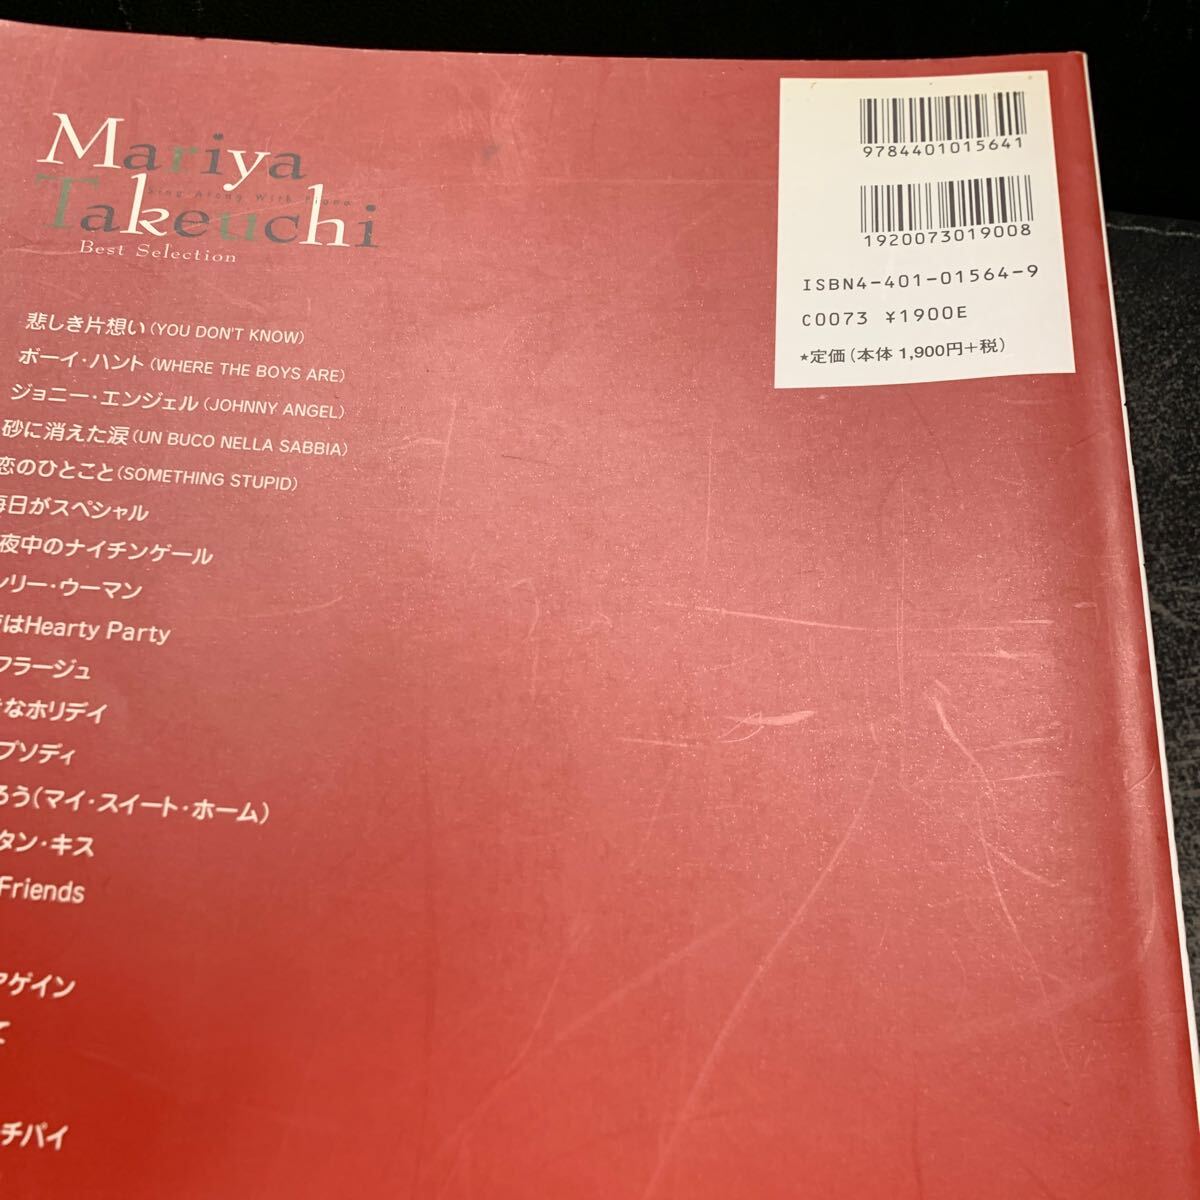 Mariya
Sing Along With Piano
Takeuchi
Best Selection
9784401015641
1920073019008
ISBN4-401-01564-9
C0073 ¥1900E
★定価(本体1,900円+税)
悲しき片想い(YOU DON'T KNOW)
ボーイ・ハント(WHERE THE BOYS ARE)
ジョニー・エンジェル(JOHNNY ANGEL)
砂に消えた涙(UN BUCO NELLA SABBIA)
恋のひとこと(SOMETHING STUPID)
毎日がスペシャル
夜中のナイチンゲール
ンリー・ウーマン
はHearty Party
フラージュ
なホリデイ
プソディ
ろう(マイ・スイート・ホーム)
タン・キス
Friends
アゲイン
て
チパイ